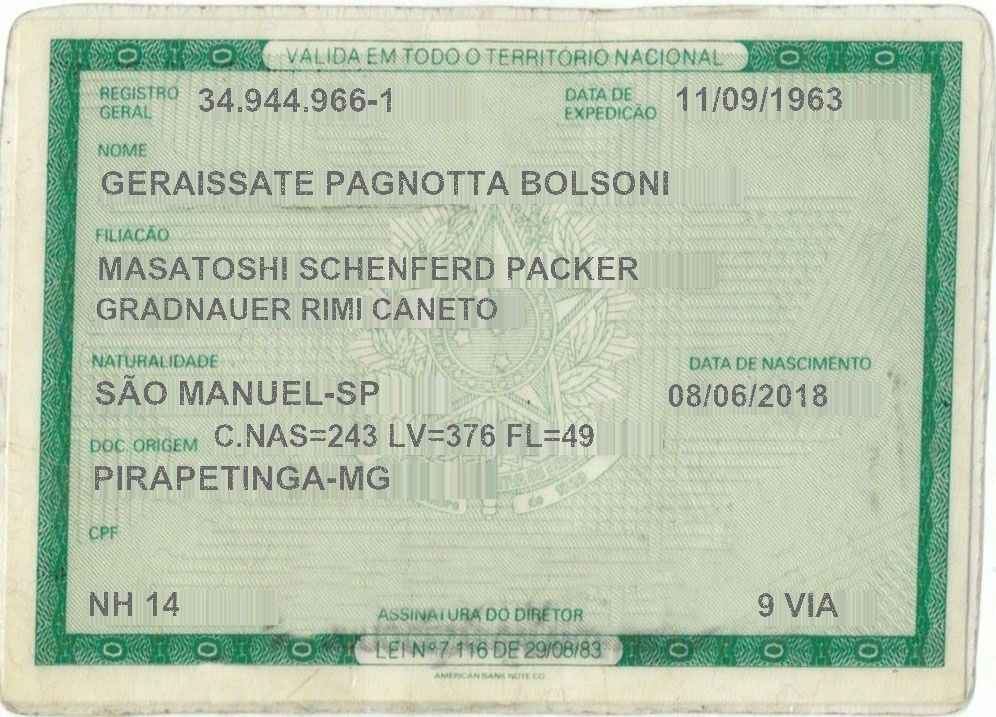 VÁLIDA EM TODO O TERRITÓRIO NACIONAL
REGISTRO GERAL 34.944.966-1 DATA DE EXPEDIÇÃO 11/09/1963
NOME
GERAISSATE PAGNOTTA BOLSONI
FILIAÇÃO
MASATOSHI SCHENFERD PACKER
GRADNAUER RIMI CANETO
NATURALIDADE DATA DE NASCIMENTO
SÃO MANUEL-SP 08/06/2018
DOC ORIGEM C.NAS=243 LV=376 FL=49
PIRAPETINGA-MG
CPF
NH 14 ASSINATURA DO DIRETOR 9 VIA
LEI Nº 7.116 DE 29/08/83
AMERICAN BANK NOTE CO